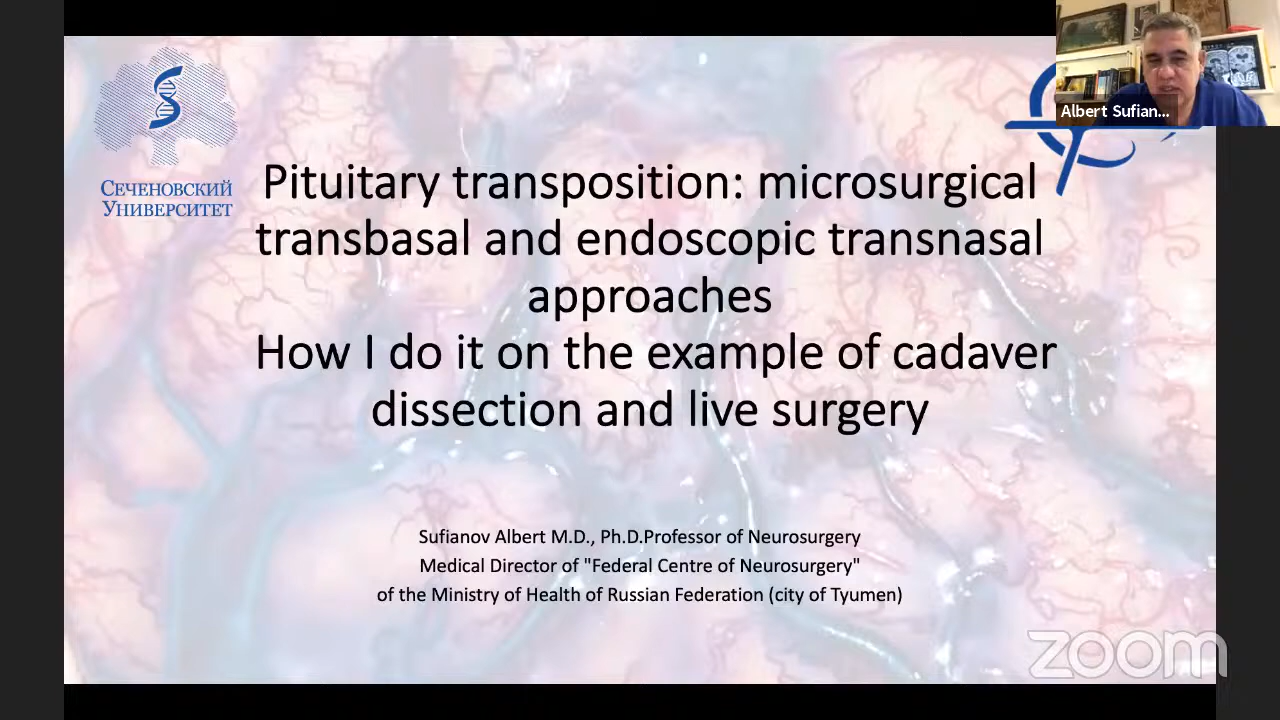 Albert Sufian...
СЕЧЕНОВСКИЙ
УНИВЕРСИТЕТ
Pituitary transposition: microsurgical
transbasal and endoscopic transnasal
approaches
How I do it on the example of cadaver
dissection and live surgery
Sufianov Albert M.D., Ph.D.Professor of Neurosurgery
Medical Director of "Federal Centre of Neurosurgery"
of the Ministry of Health of Russian Federation (city of Tyumen)
zoom